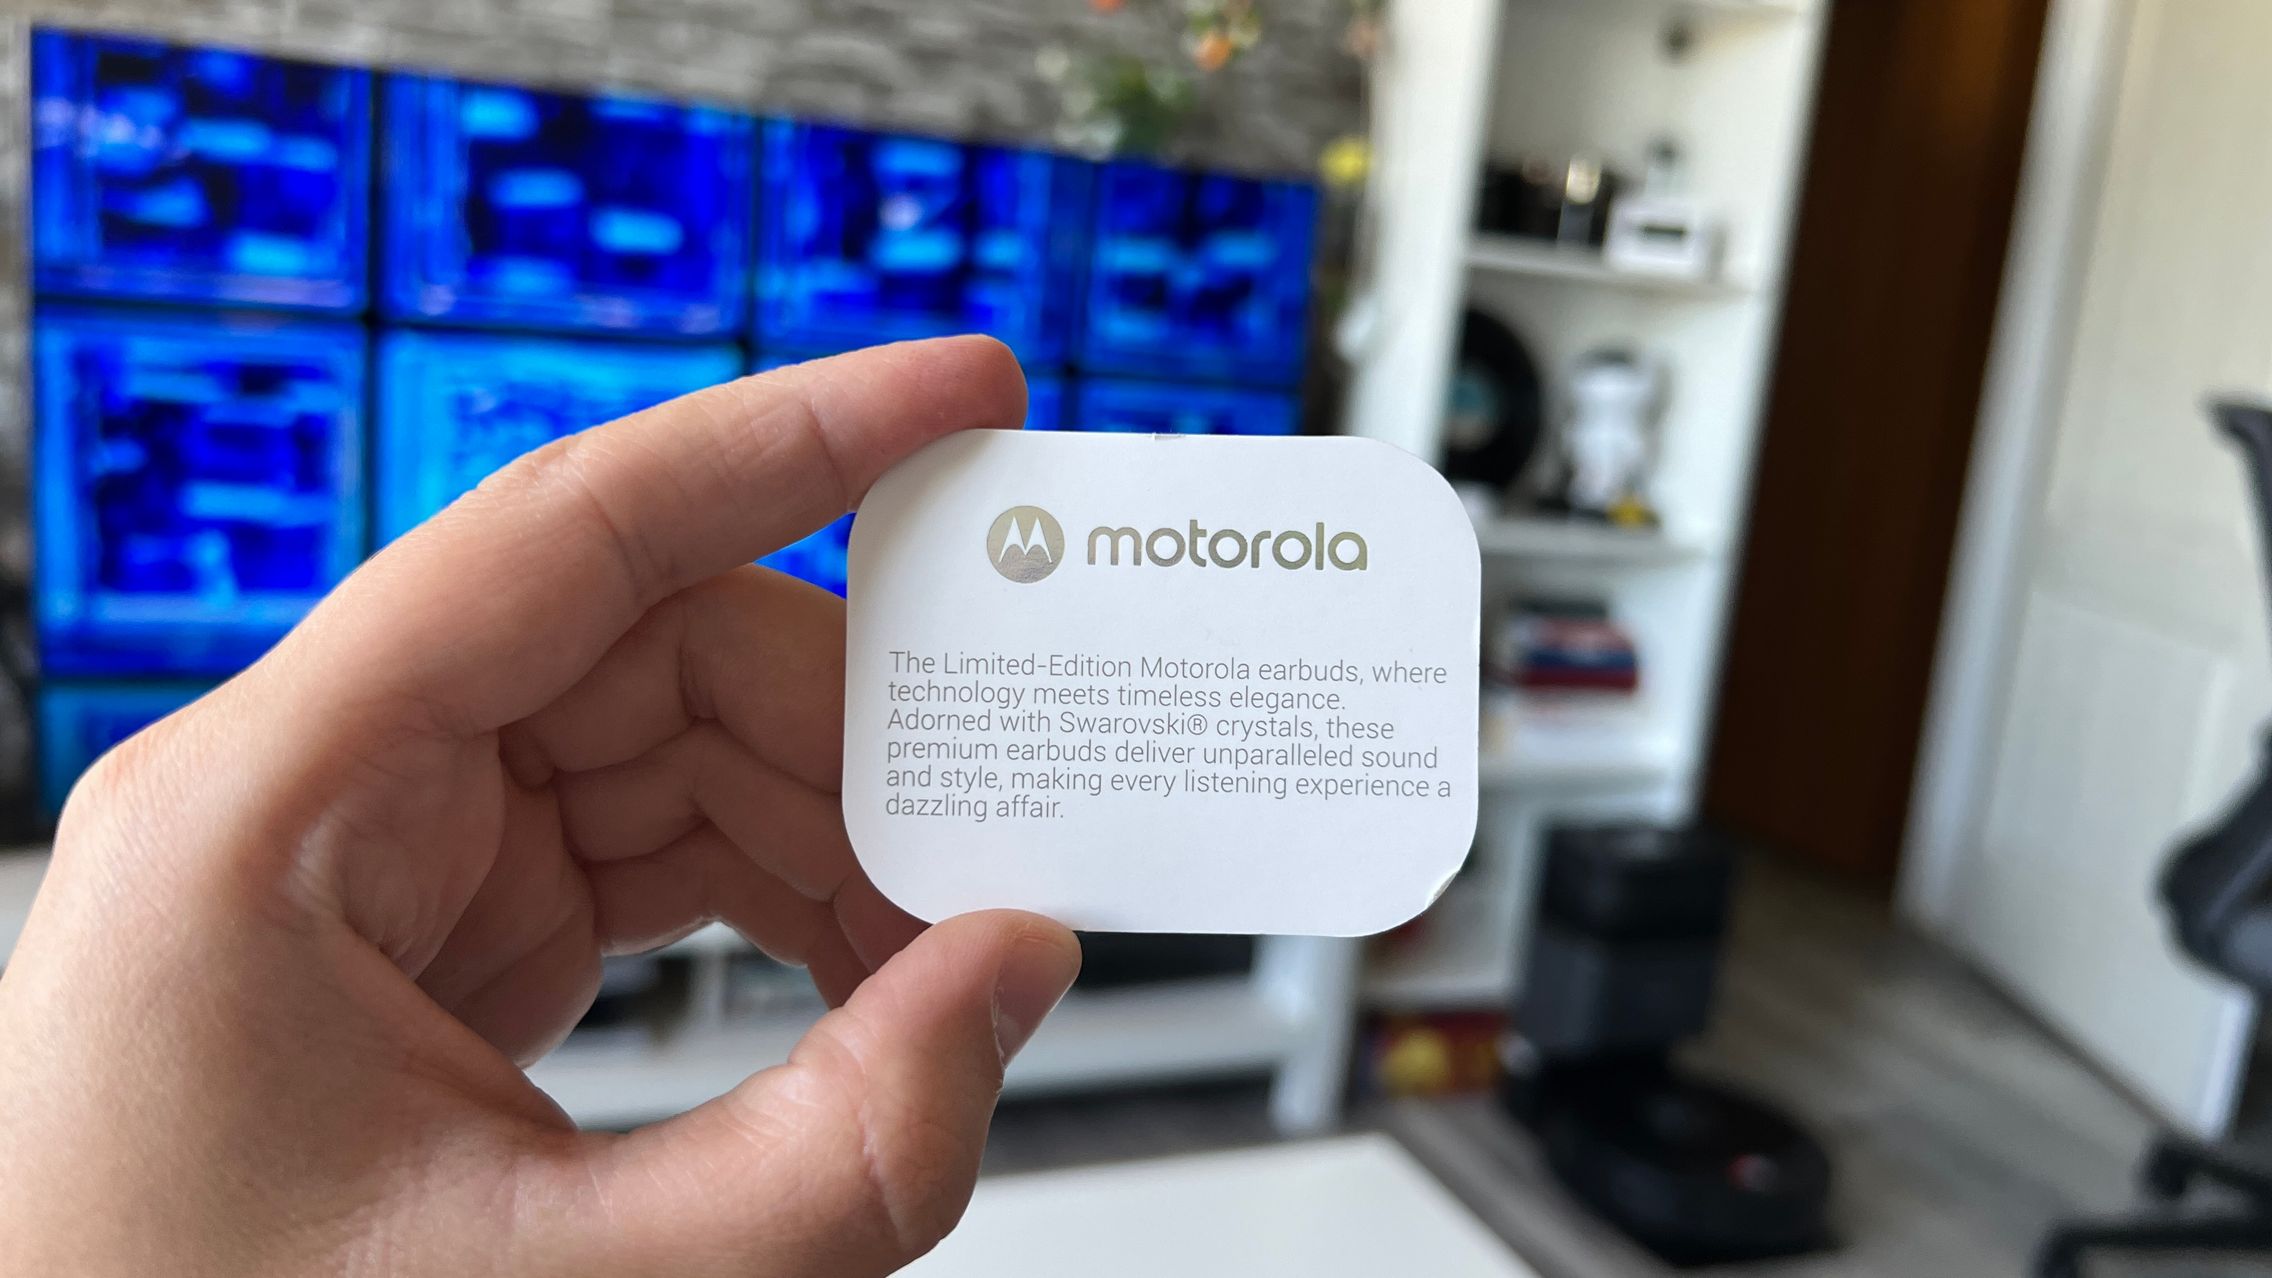 motorola
The Limited-Edition Motorola earbuds, where
technology meets timeless elegance.
Adorned with Swarovski® crystals, these
premium earbuds deliver unparalleled sound
and style, making every listening experience a
dazzling affair.